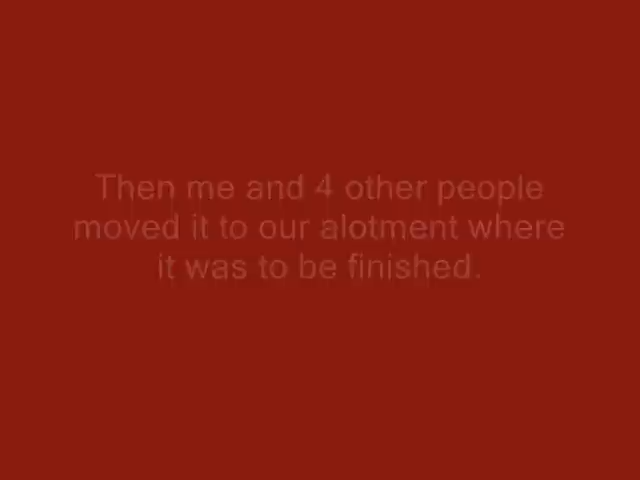 Then me and 4 other people
moved it to our alotment where
it was to be finished.